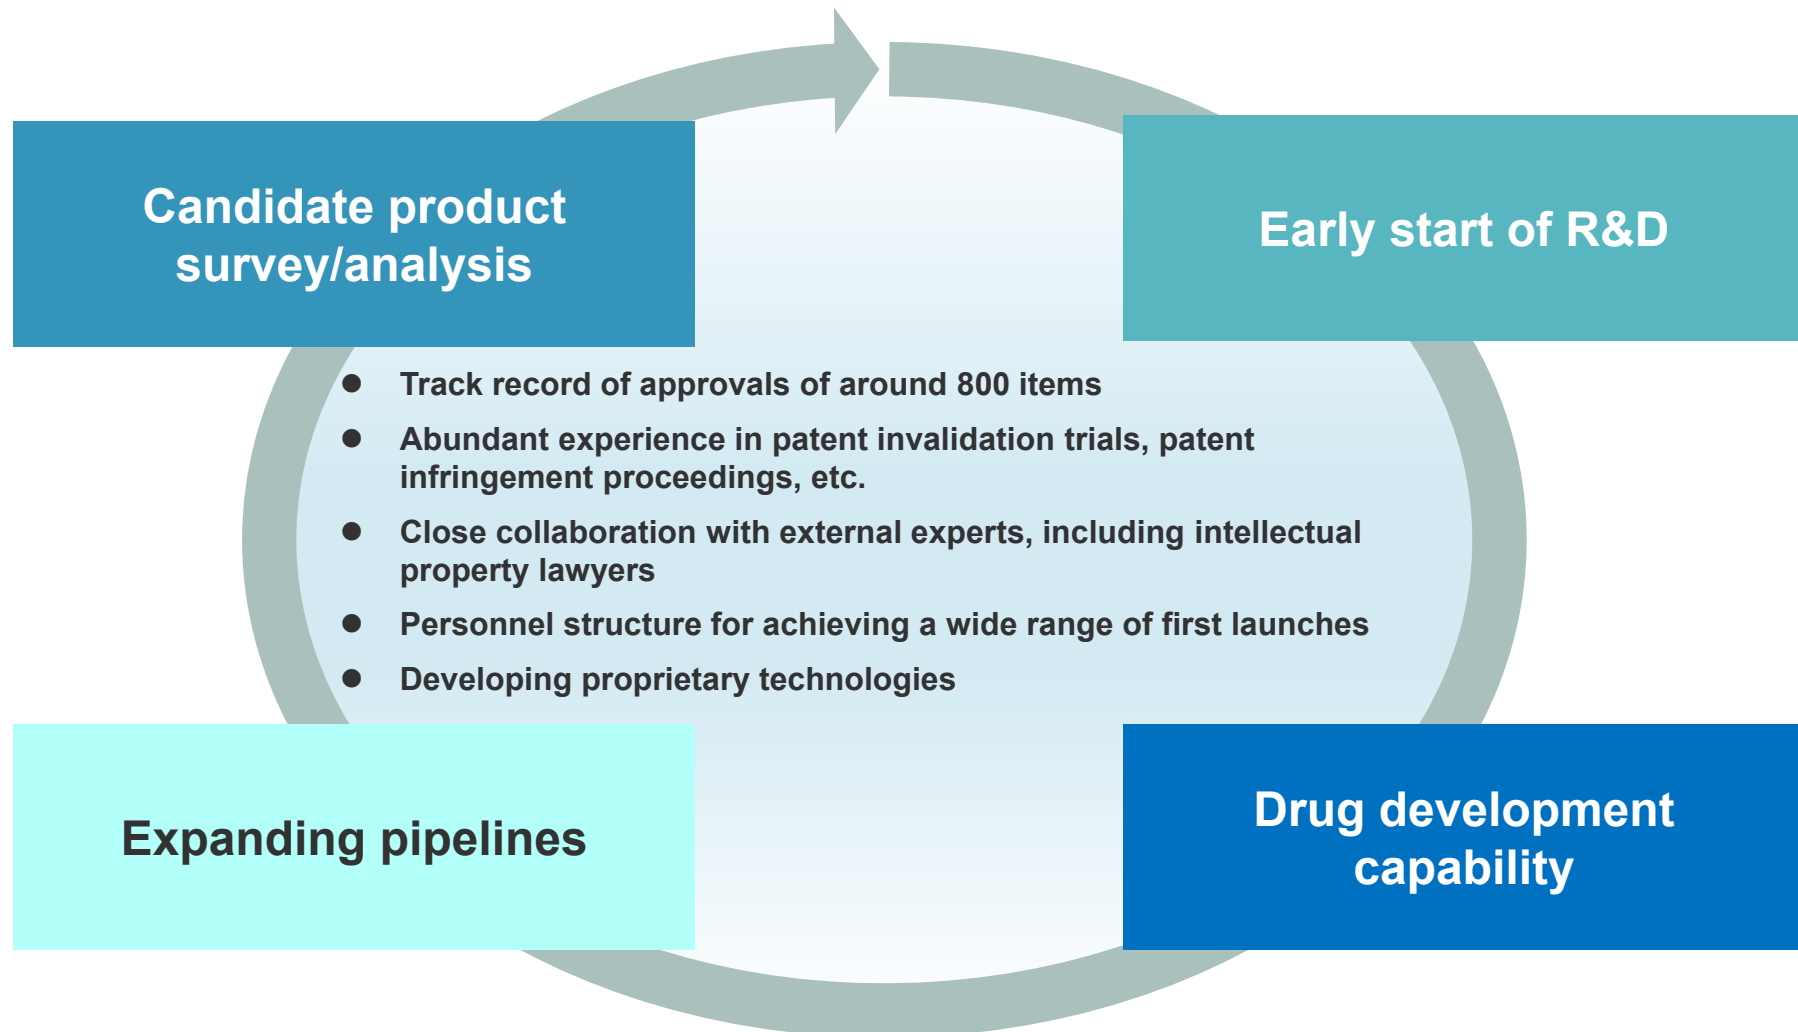 Candidate product
survey/analysis
Early start of R&D
● Track record of approvals of around 800 items
● Abundant experience in patent invalidation trials, patent
infringement proceedings, etc.
● Close collaboration with external experts, including intellectual
property lawyers
● Personnel structure for achieving a wide range of first launches
● Developing proprietary technologies
Expanding pipelines
Drug development
capability